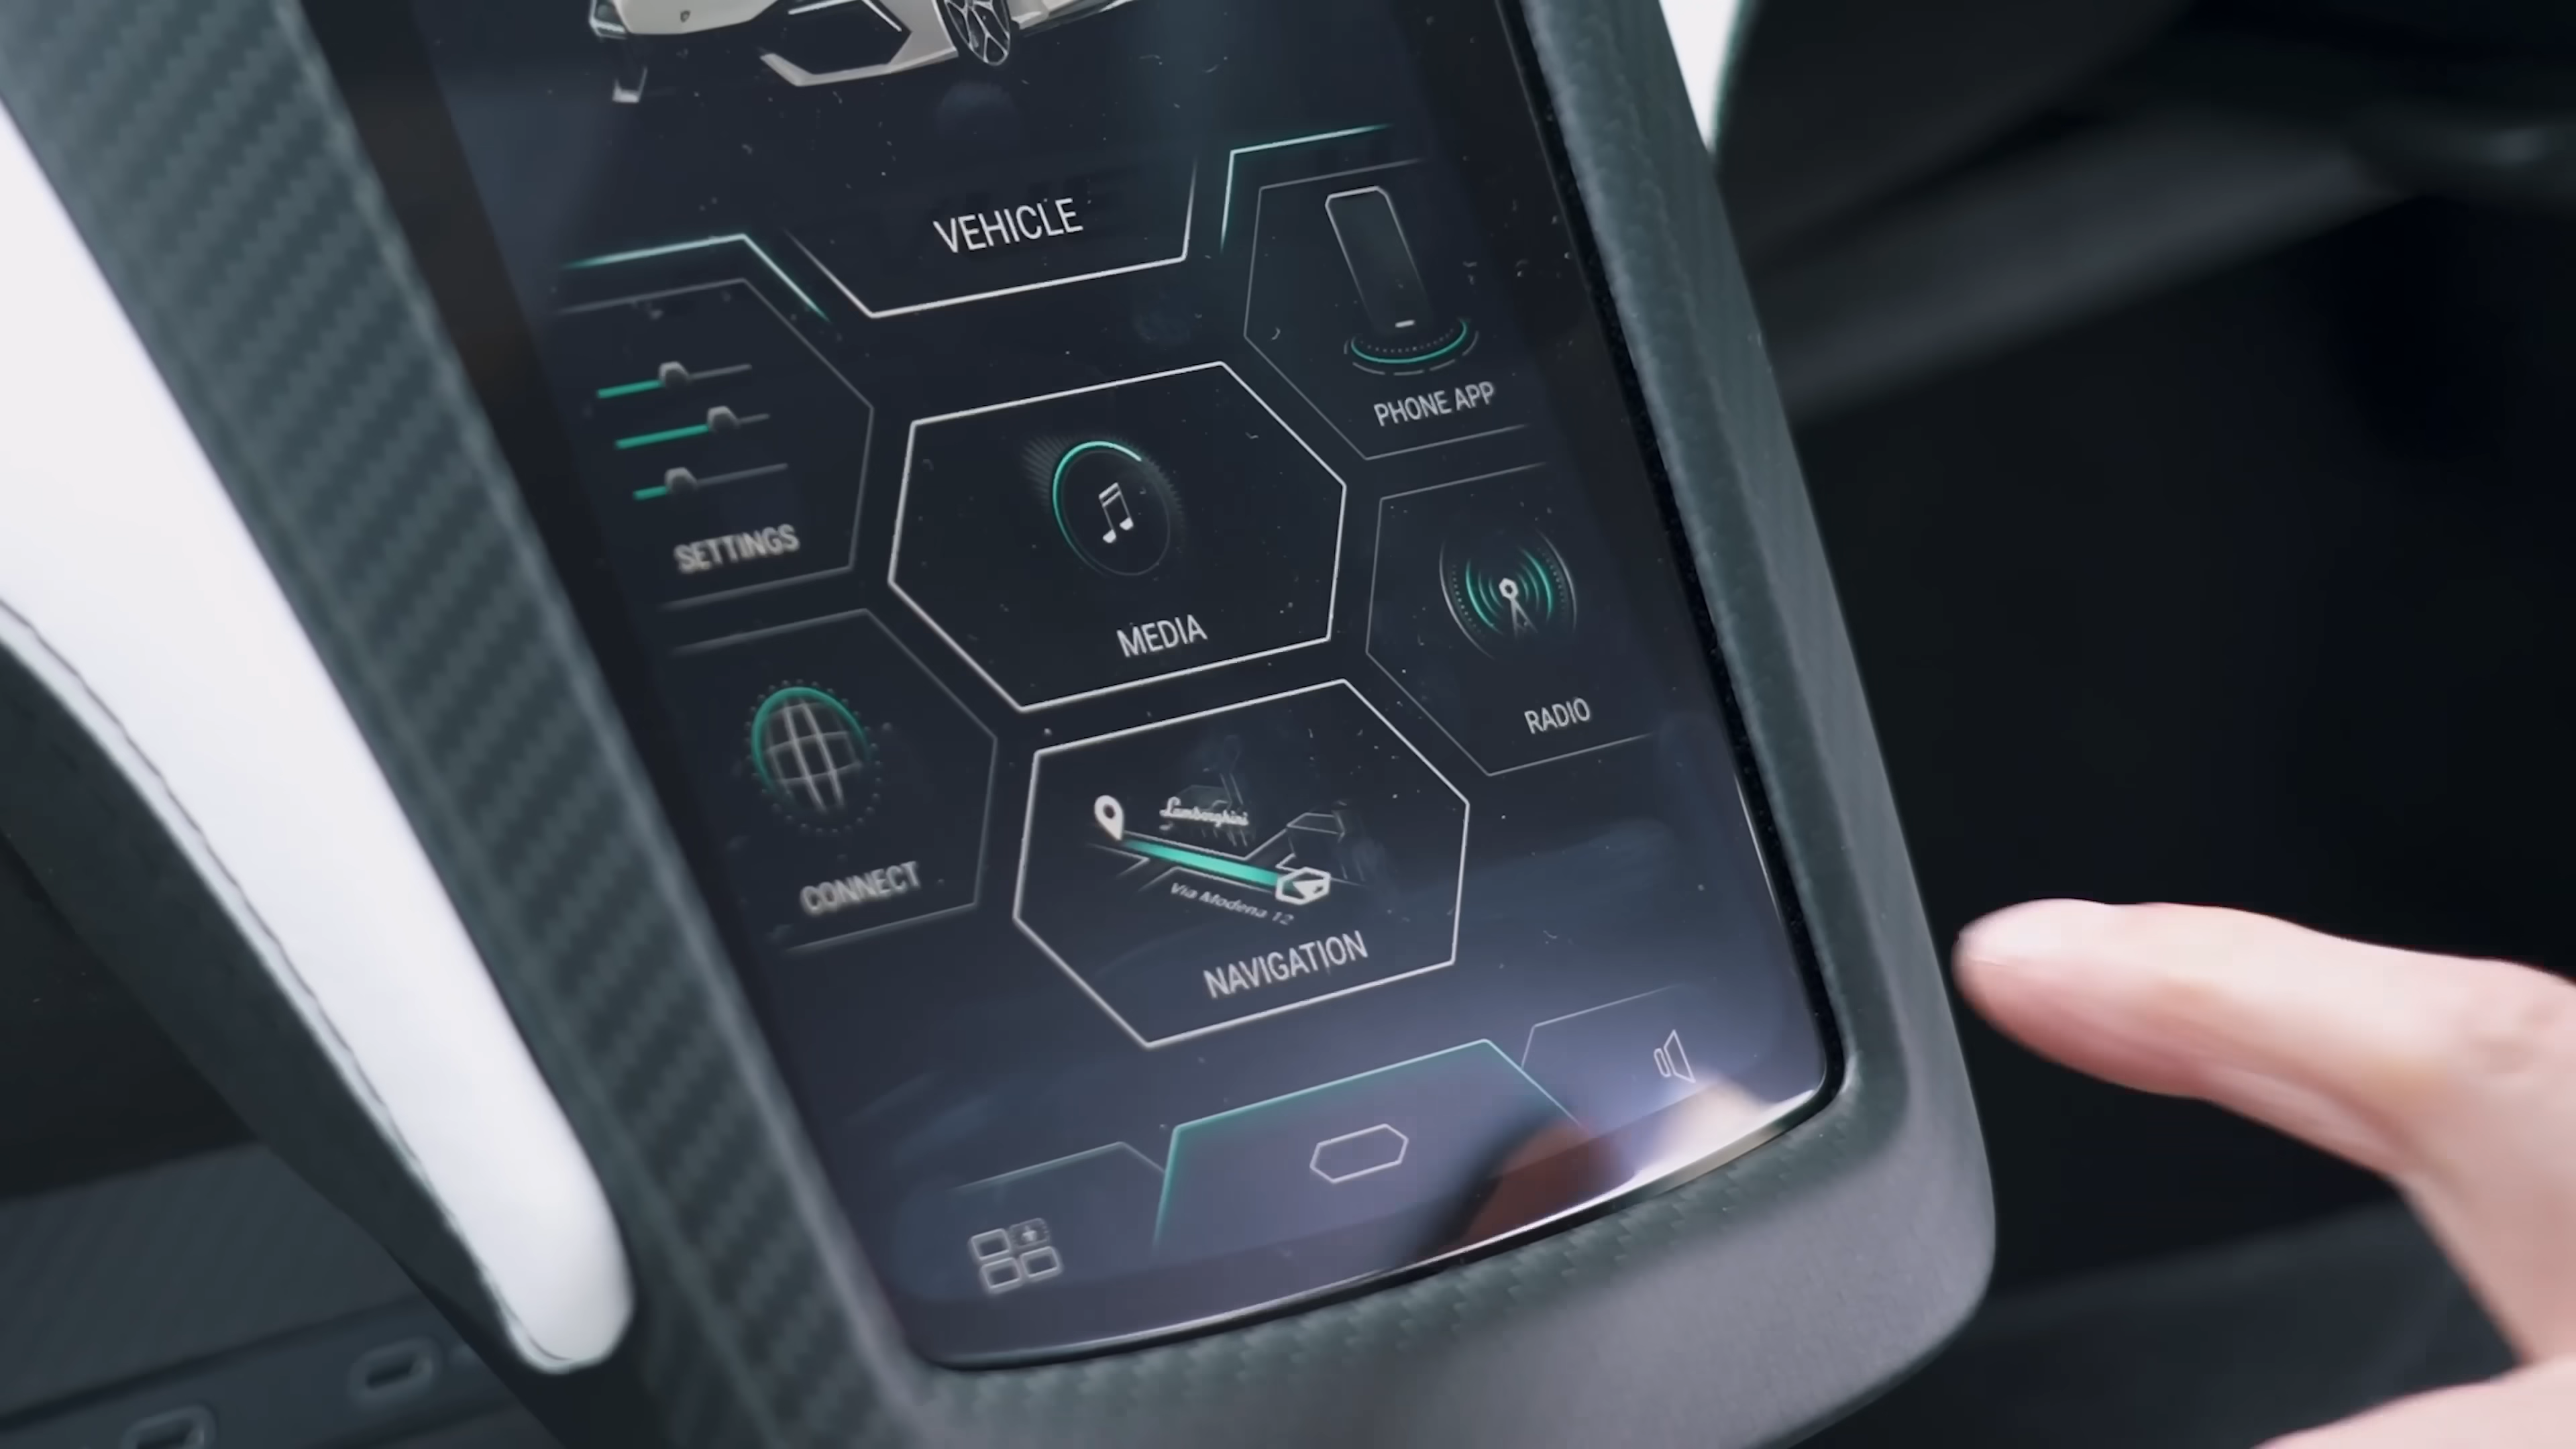 VEHICLE
PHONE APP
SETTINGS
MEDIA
RADIO
CONNECT
Lamborghini
Via Modena 12
NAVIGATION